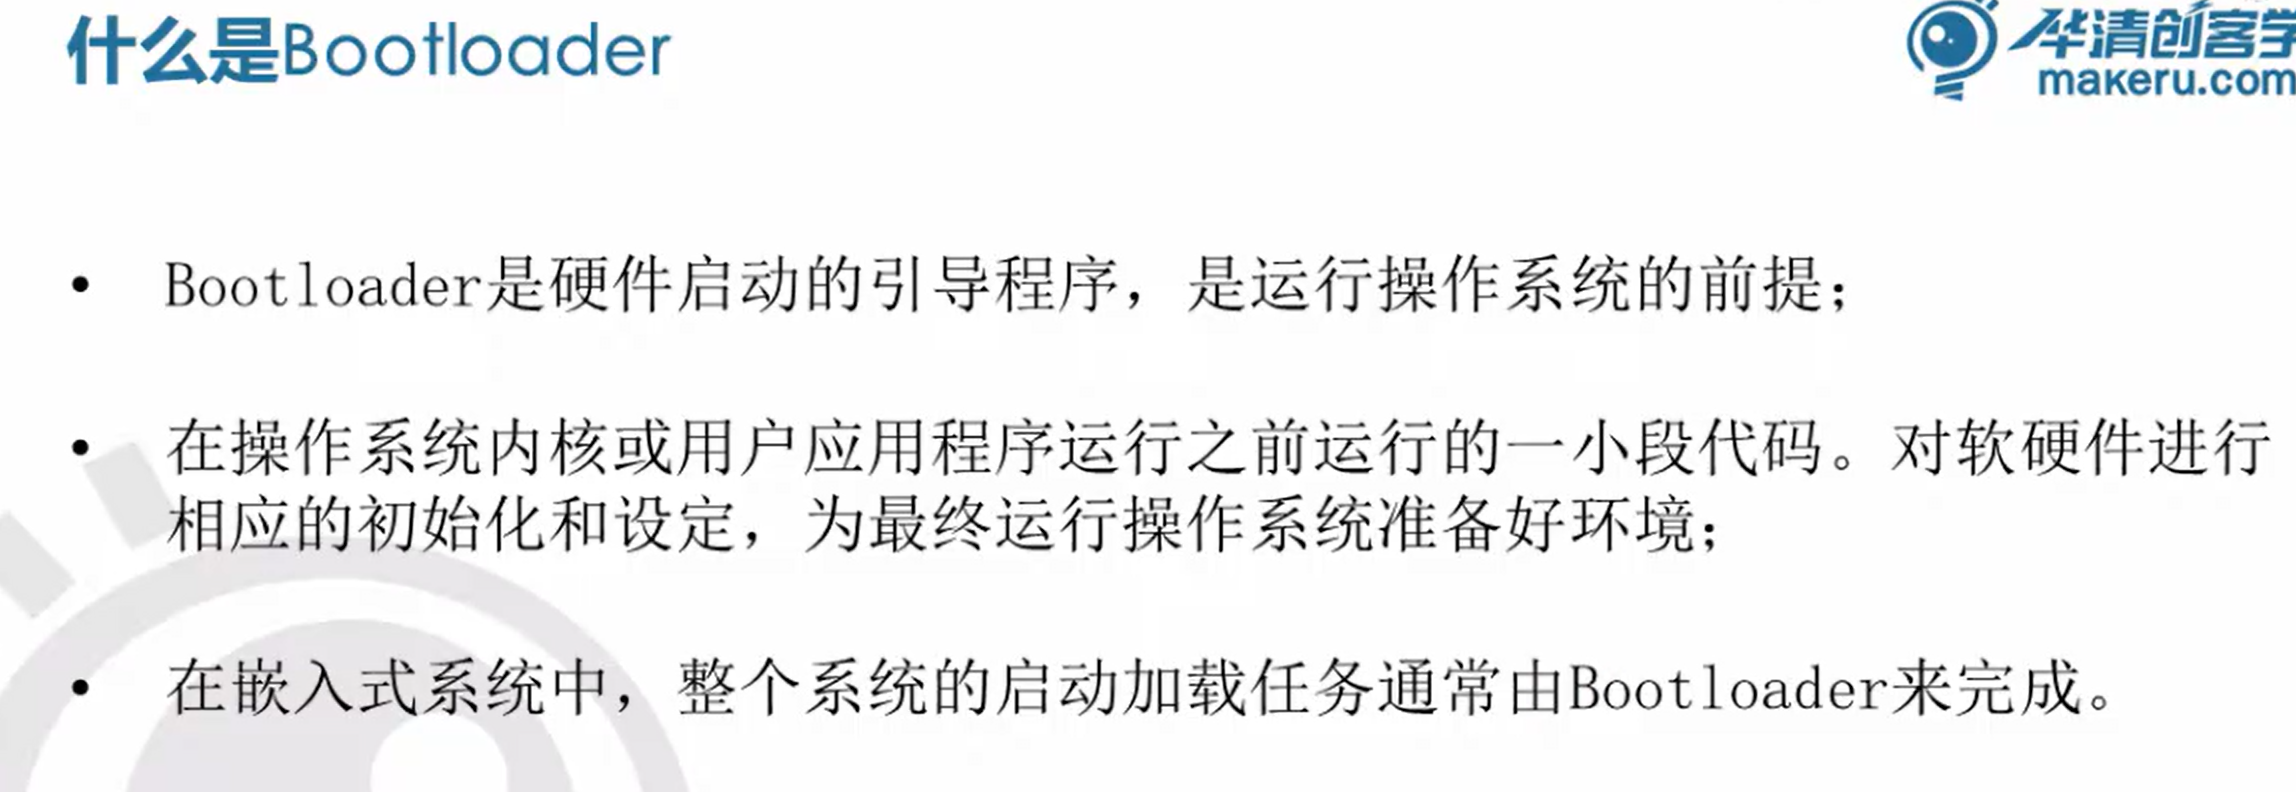 什么是Bootloader
华清创客学
makeru.com
• Bootloader是硬件启动的引导程序，是运行操作系统的前提；
• 在操作系统内核或用户应用程序运行之前运行的一小段代码。对软硬件进行
相应的初始化和设定，为最终运行操作系统准备好环境；
• 在嵌入式系统中，整个系统的启动加载任务通常由Bootloader来完成。